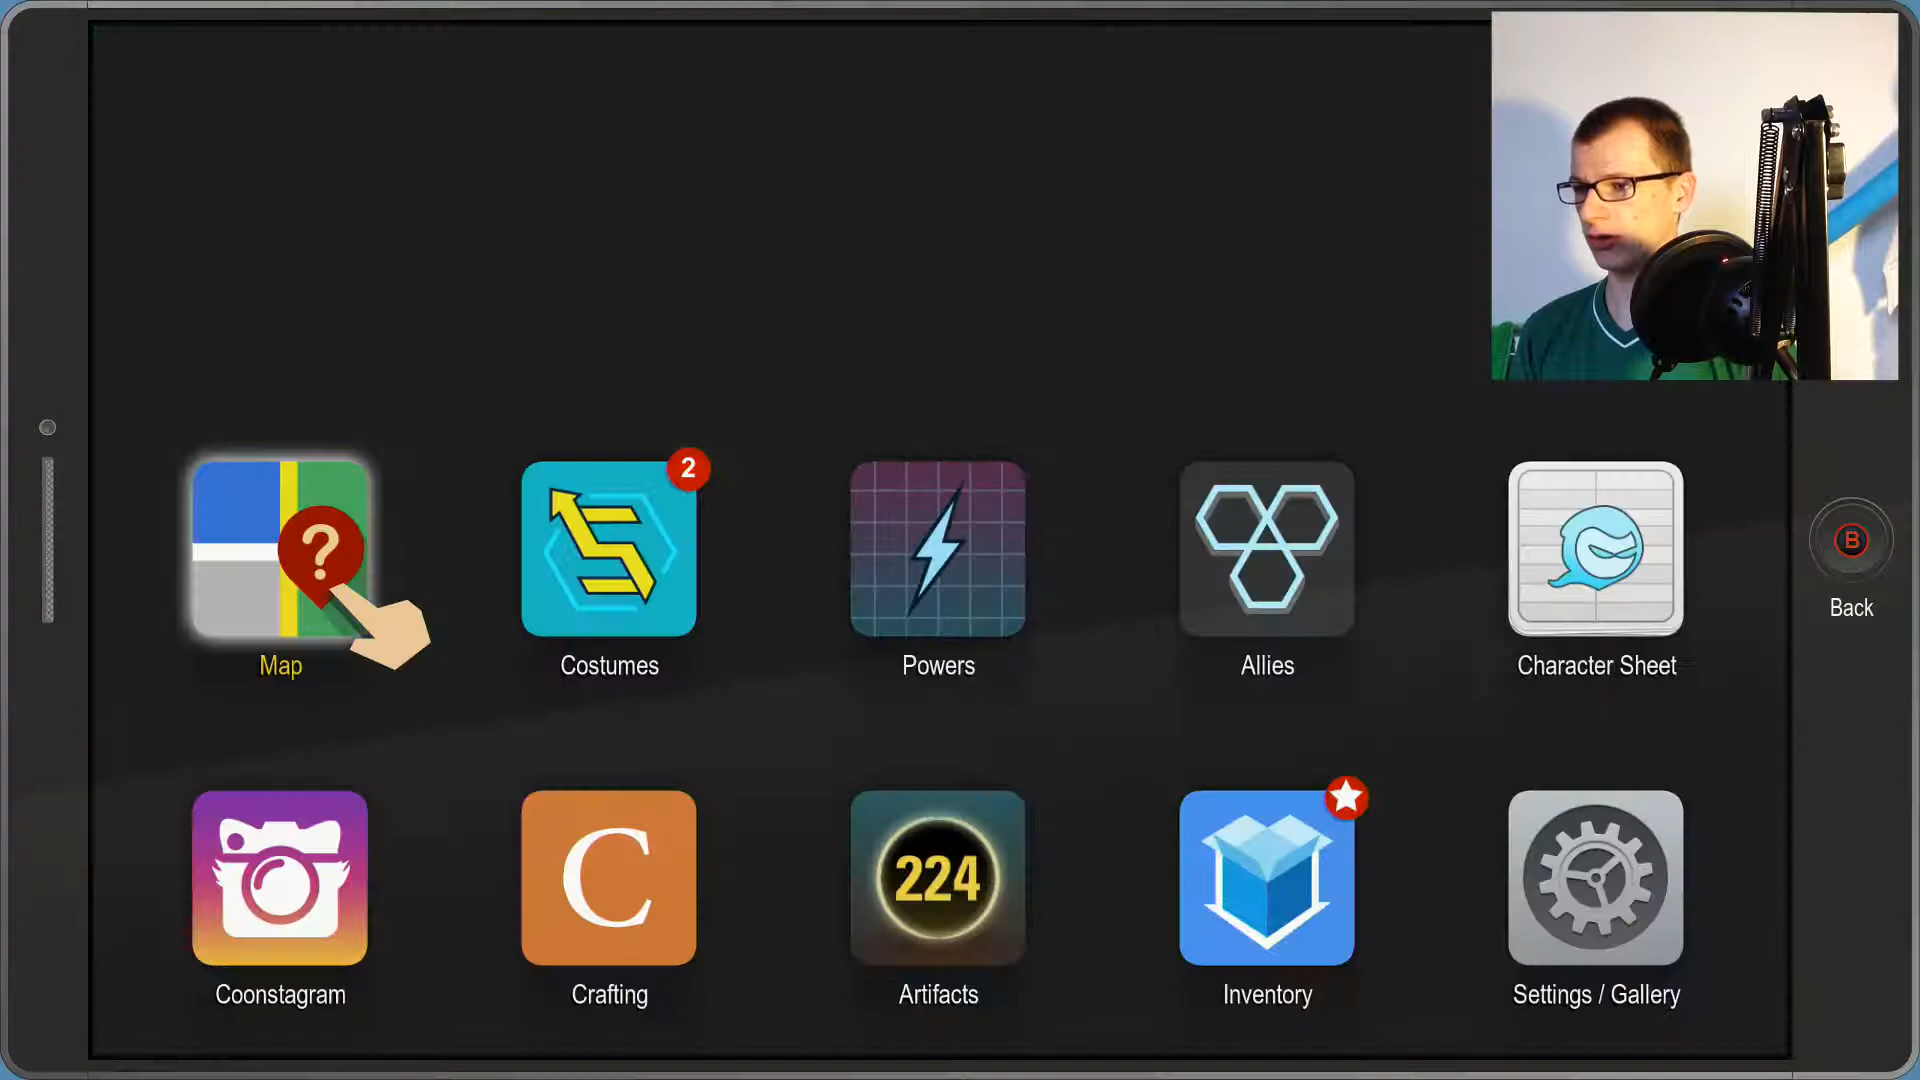 2
?
B
Back
Map
Costumes
Powers
Allies
Character Sheet
C
224
Coonstagram
Crafting
Artifacts
Inventory
Settings / Gallery